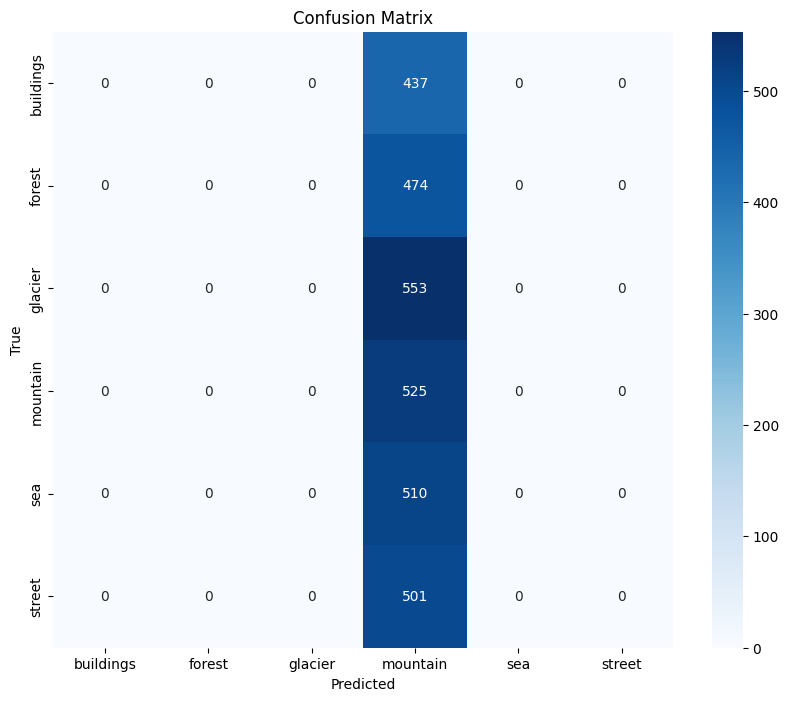 Confusion Matrix
buildings 0 0 0 437 0 0
forest 0 0 0 474 0 0
glacier 0 0 0 553 0 0
mountain 0 0 0 525 0 0
sea 0 0 0 510 0 0
street 0 0 0 501 0 0
buildings forest glacier mountain sea street
Predicted
True
500
400
300
200
100
0